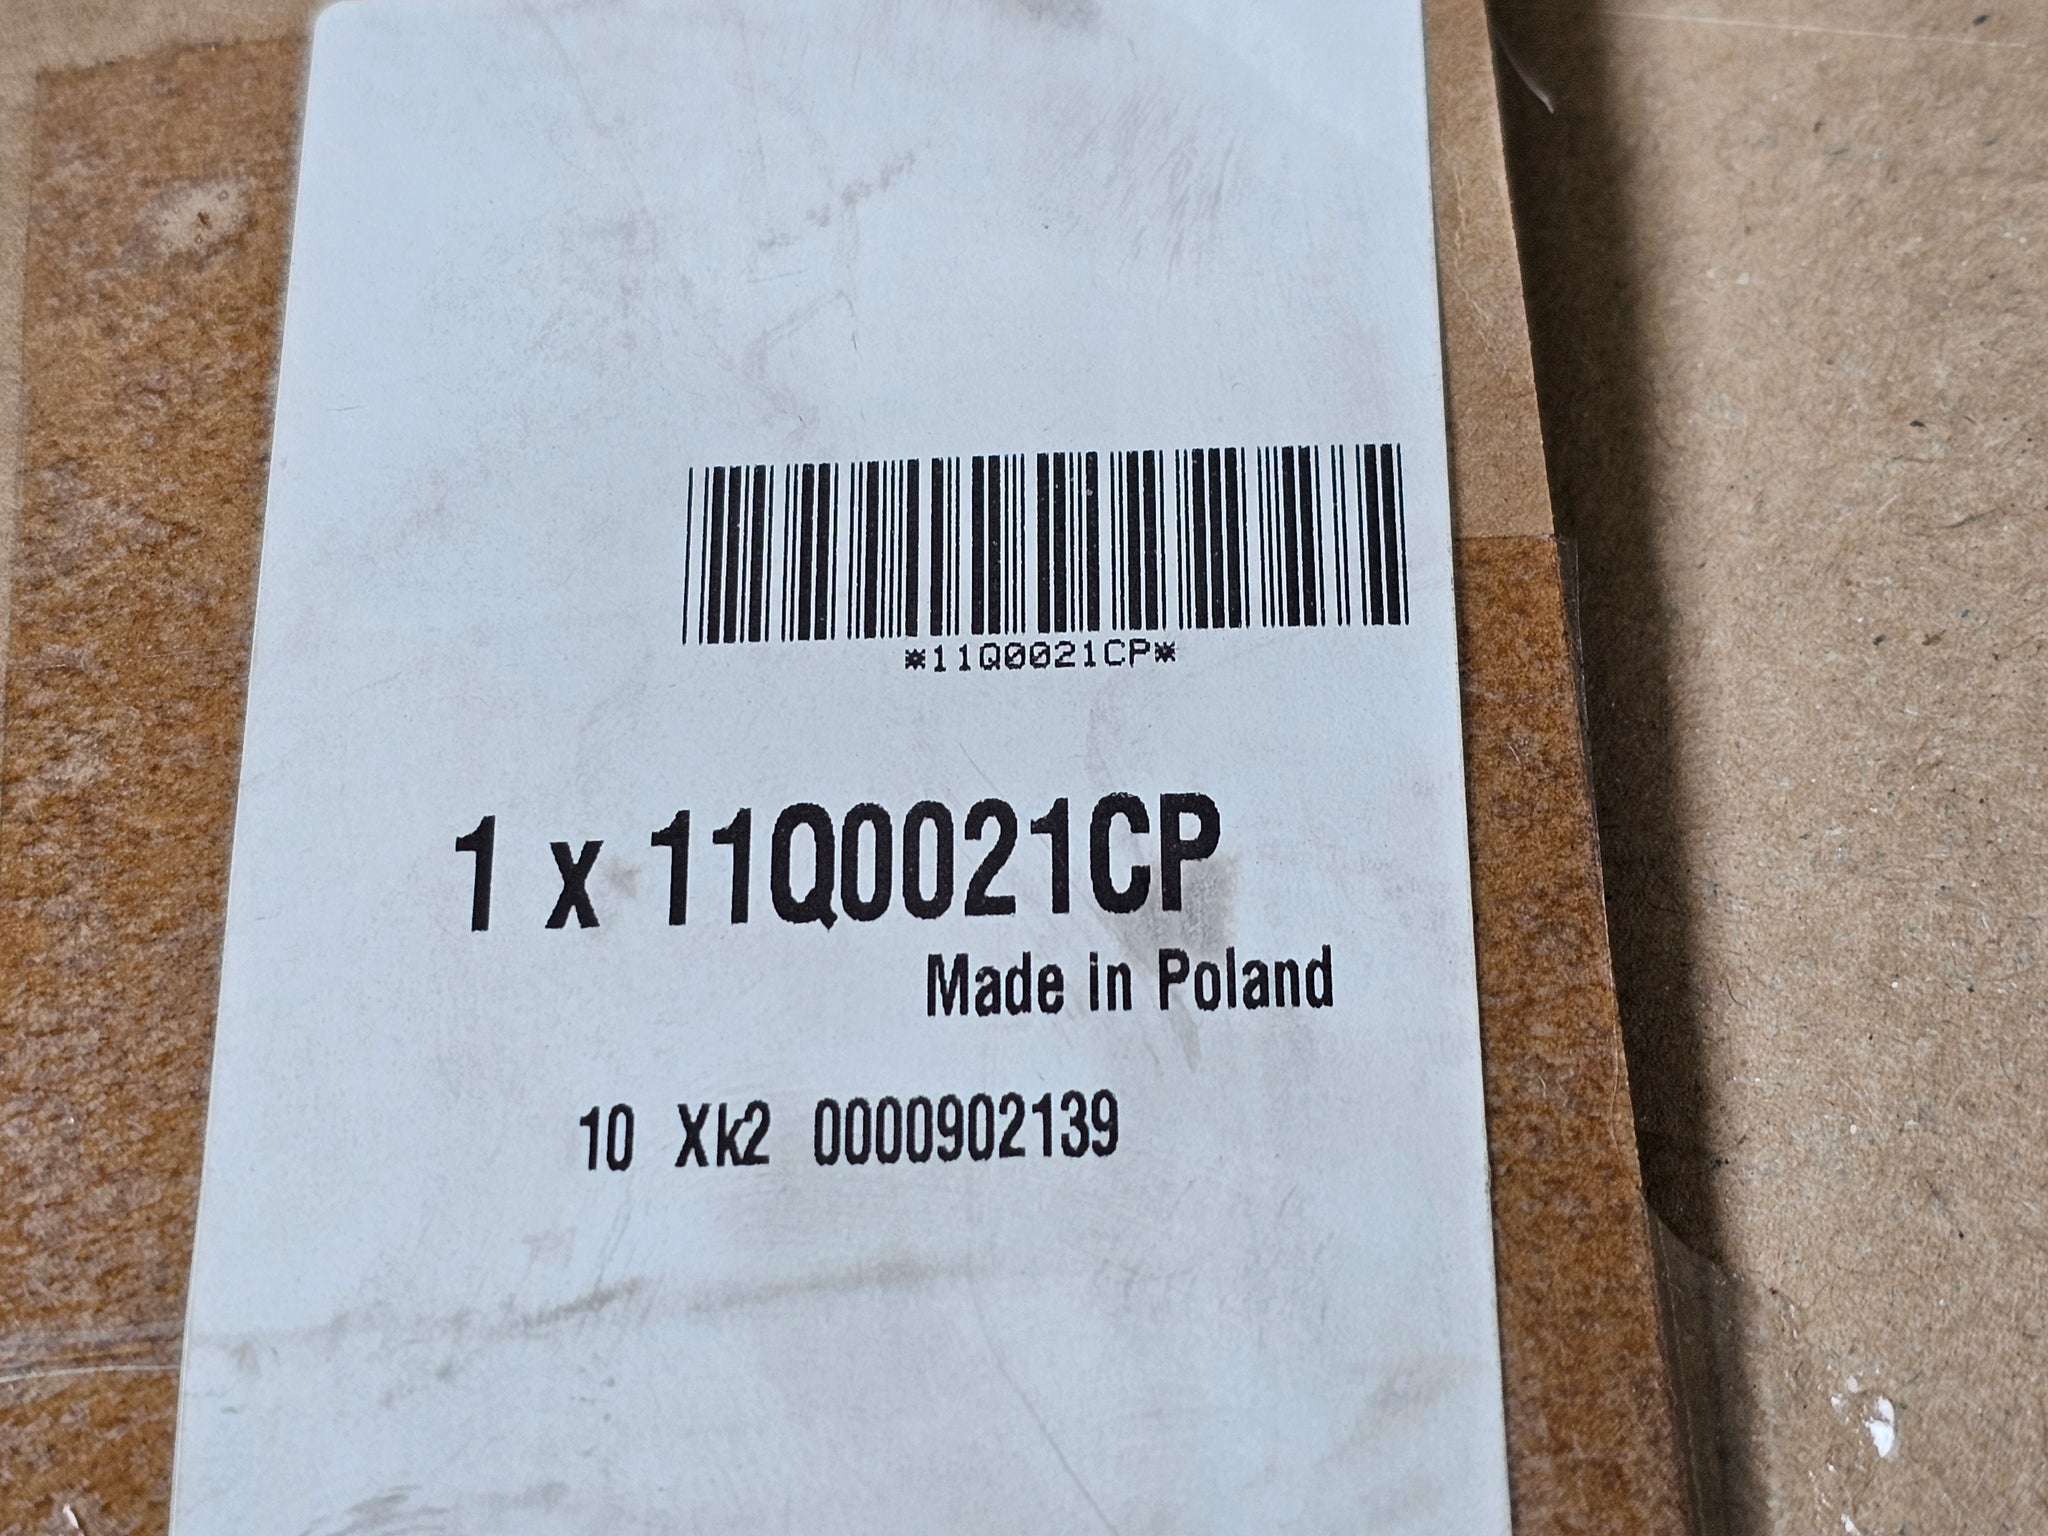 *11Q0021CP*
1 x 11Q0021CP
Made in Poland
10 Xk2 0000902139